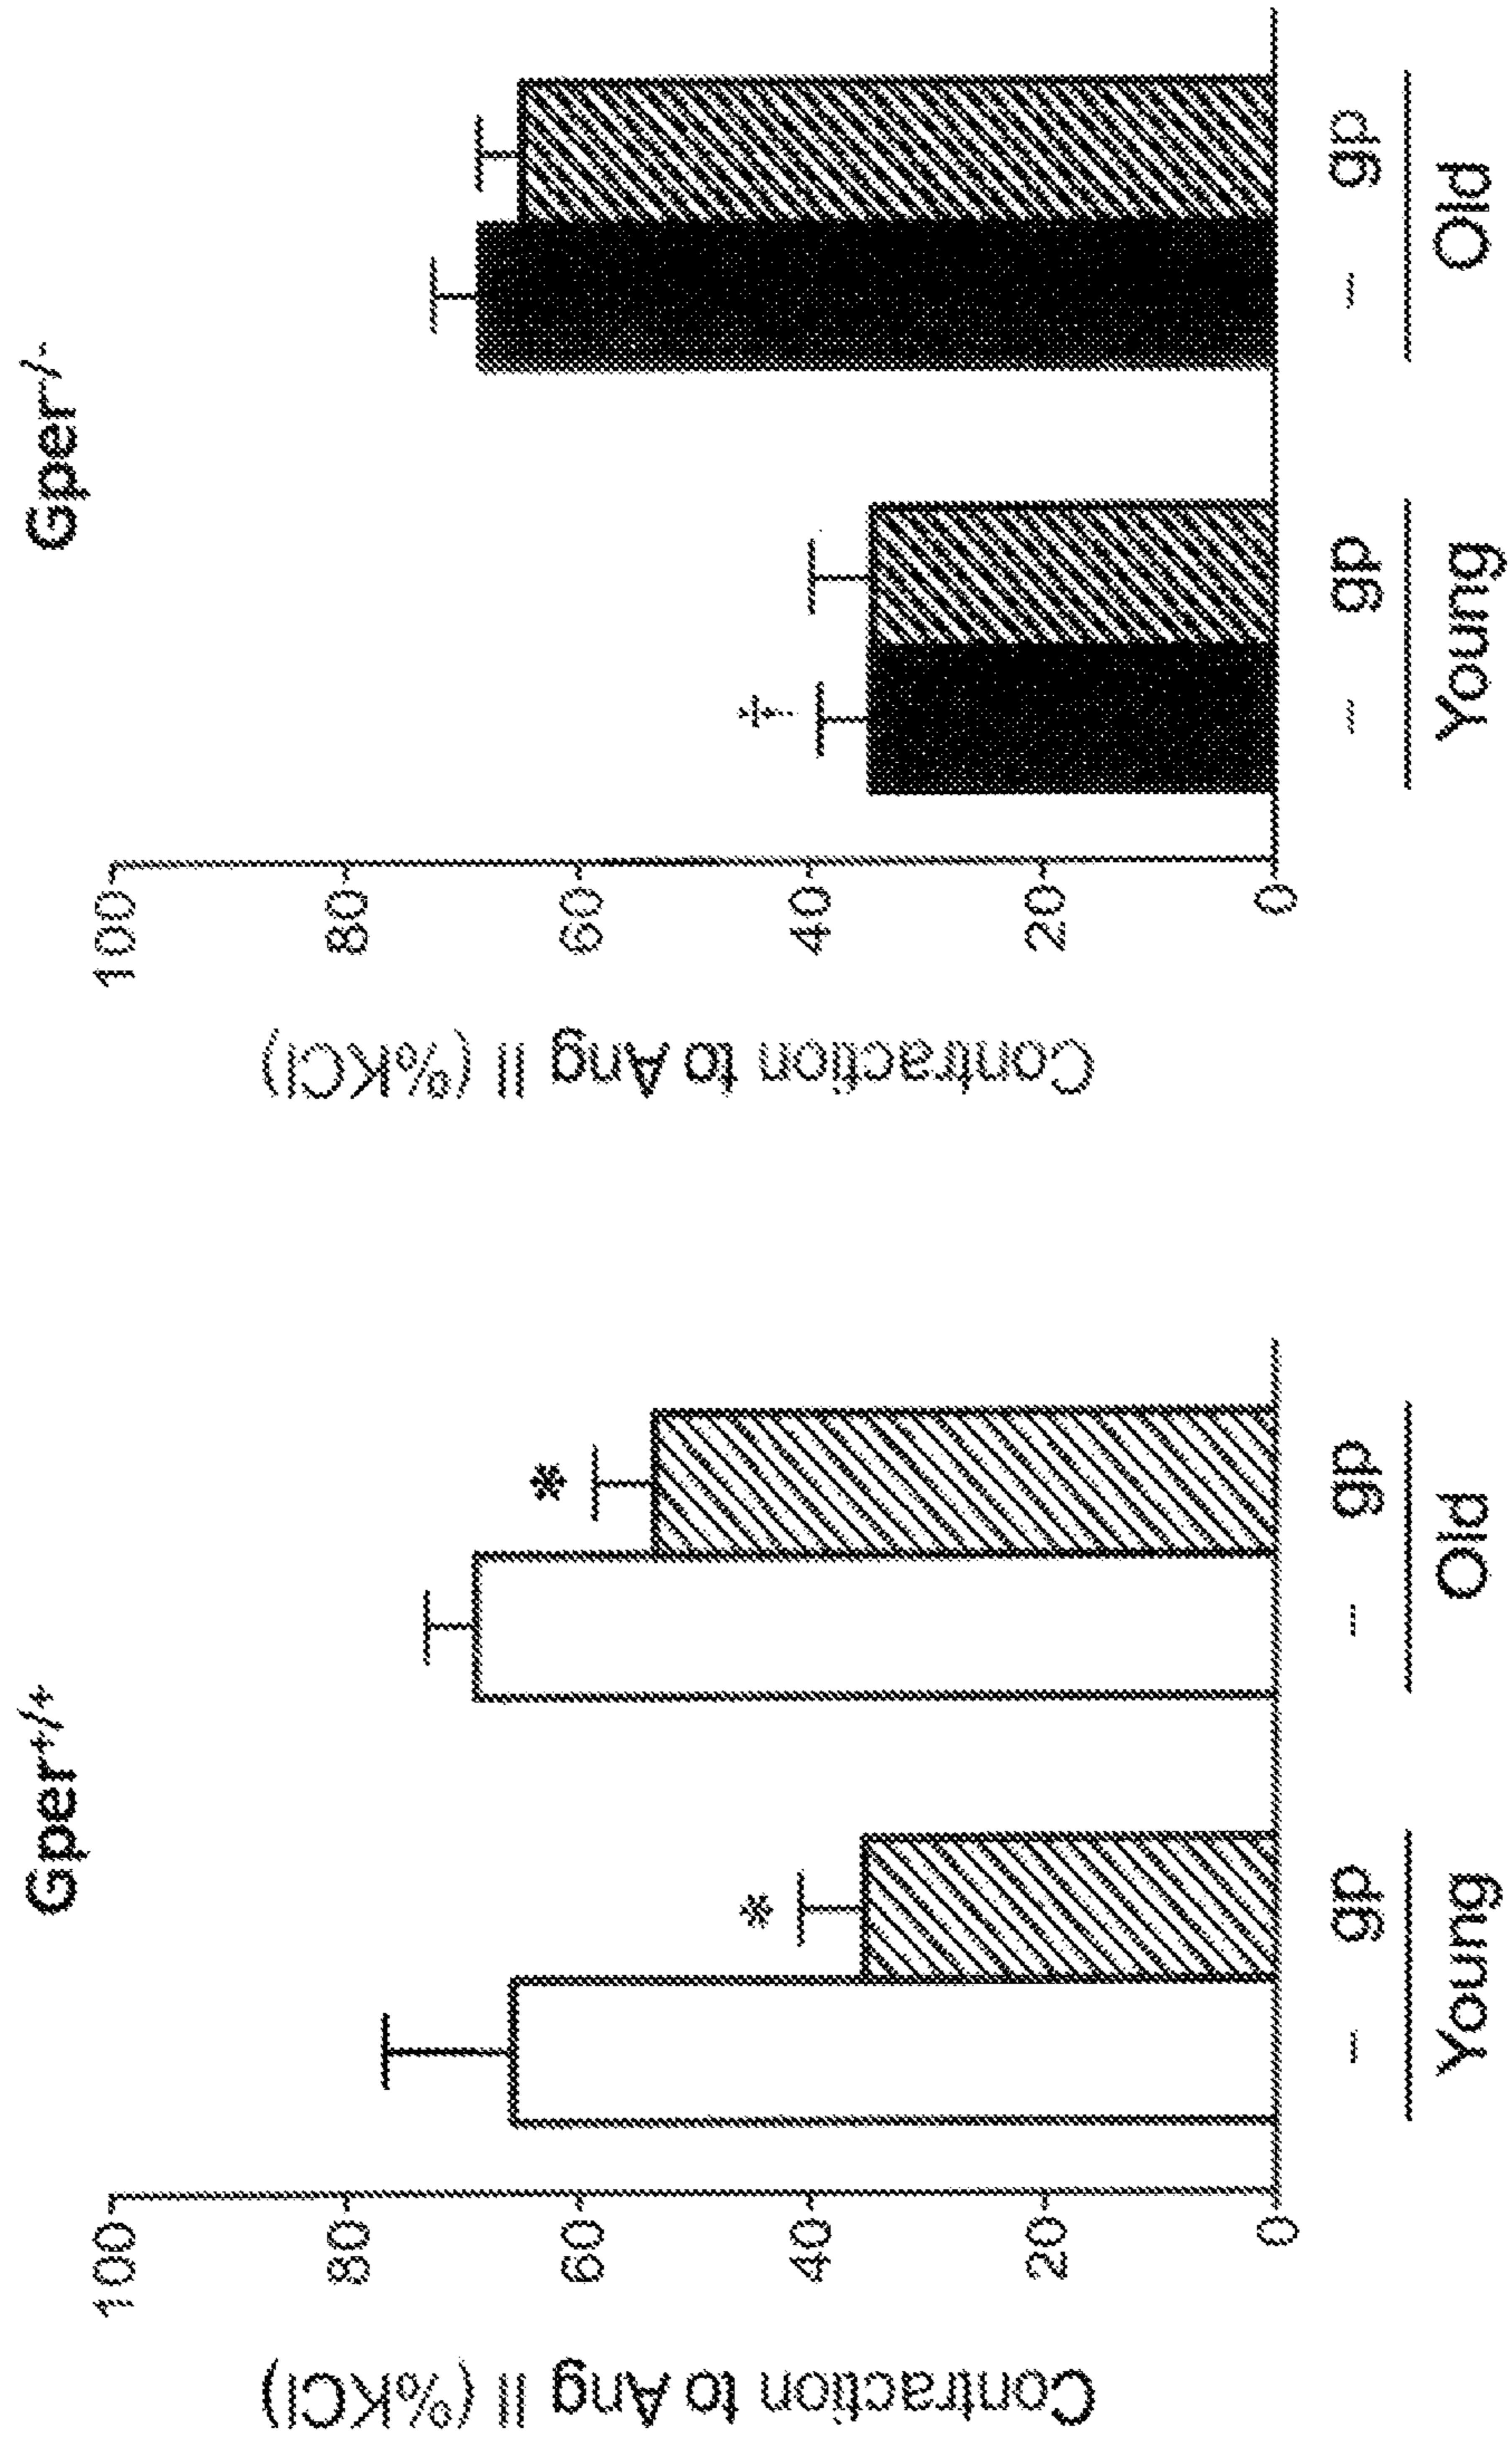 Gper+/+
Contraction to Ang II (%KCl)
100
80
60
40
20
0
*
*
– gp – gp
Young Old
Gper-/-
Contraction to Ang II (%KCl)
100
80
60
40
20
0
†
– gp – gp
Young Old